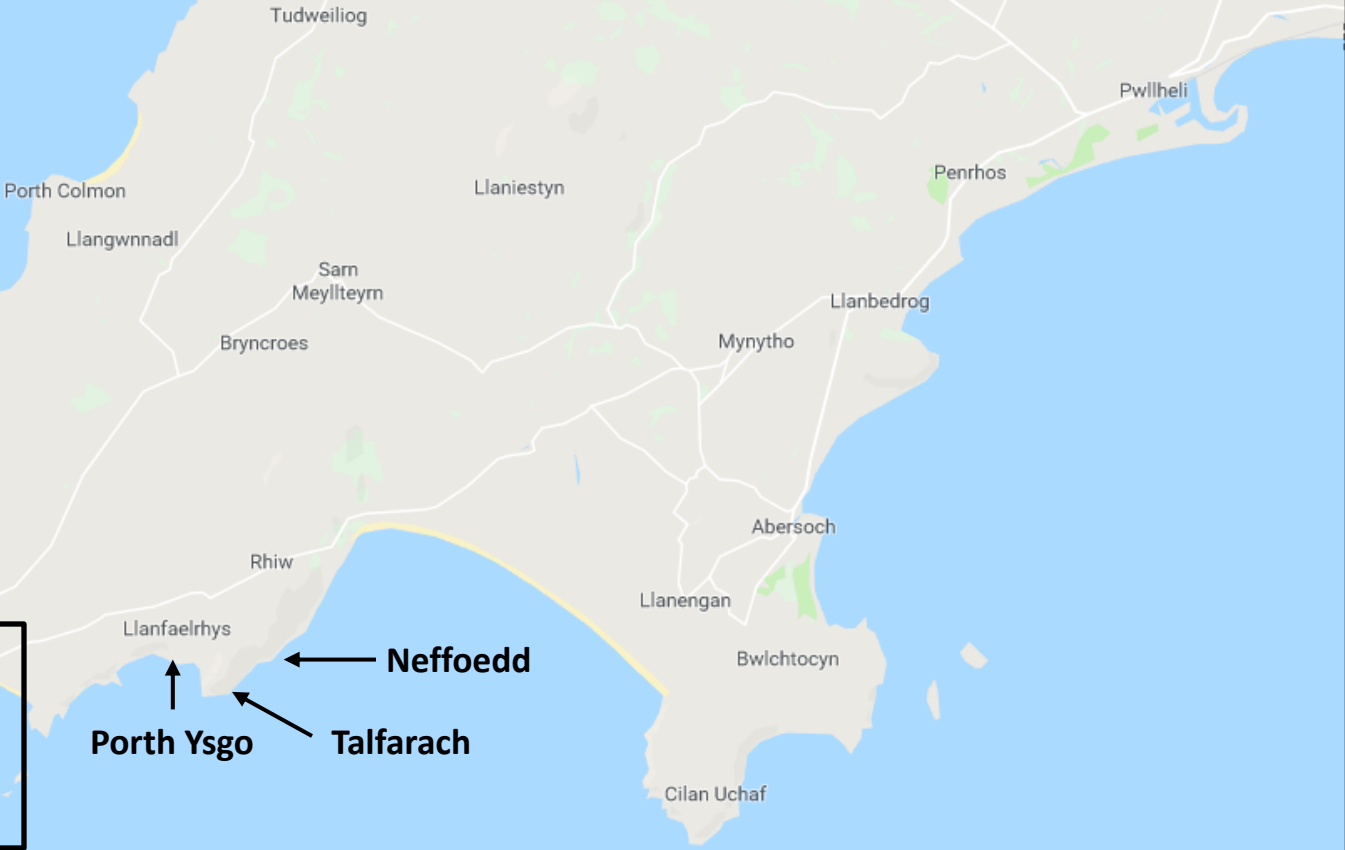 Tudweiliog
Pwllheli
Penrhos
Porth Colmon
Llaniestyn
Llangwnnadl
Sarn
Meyllteyrn
Llanbedrog
Bryncroes
Mynytho
Abersoch
Rhiw
Llanengan
Llanfaelrhys
Bwlchtocyn
Neffoedd
Porth Ysgo
Talfarach
Cilan Uchaf